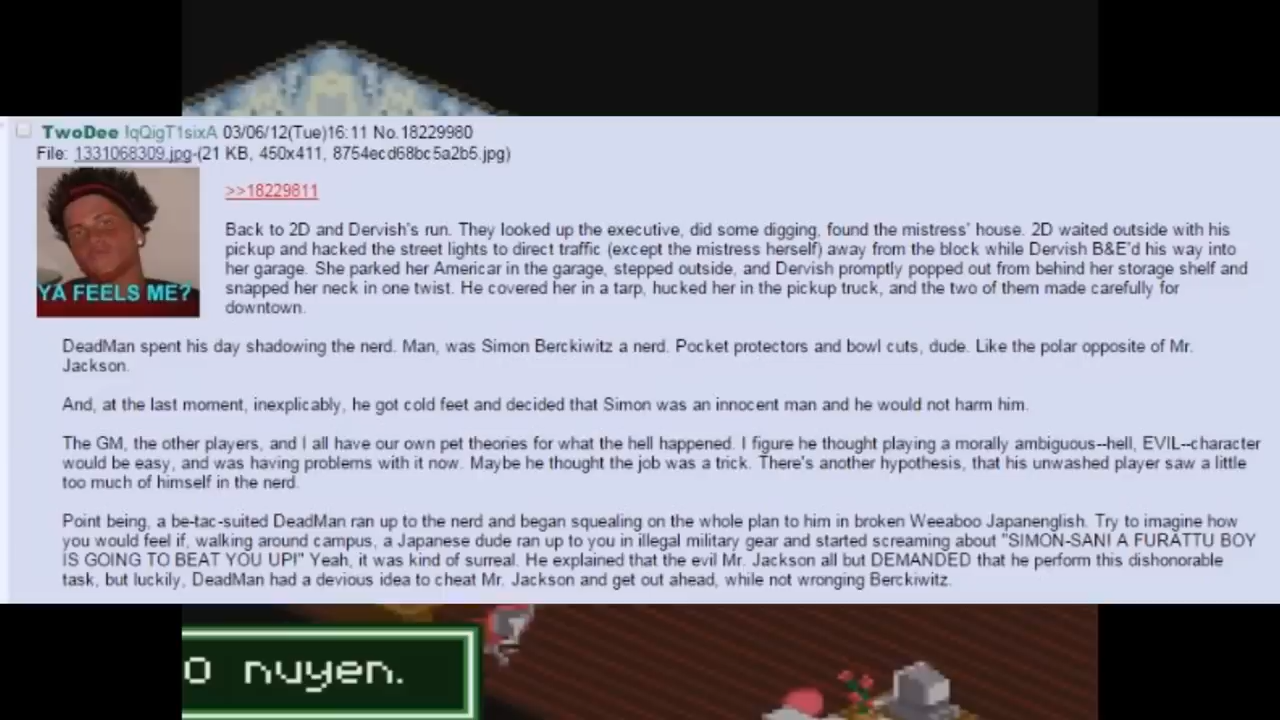 TwoDee IqQigT1sixA 03/06/12(Tue)16:11 No.18229980
File: 1331068309.jpg-(21 KB, 450x411, 8754ecd68bc5a2b5.jpg)
>>18229811
YA FEELS ME?
Back to 2D and Dervish's run. They looked up the executive, did some digging, found the mistress' house. 2D waited outside with his
pickup and hacked the street lights to direct traffic (except the mistress herself) away from the block while Dervish B&E'd his way into
her garage. She parked her Americar in the garage, stepped outside, and Dervish promptly popped out from behind her storage shelf and
snapped her neck in one twist. He covered her in a tarp, hucked her in the pickup truck, and the two of them made carefully for
downtown.
DeadMan spent his day shadowing the nerd. Man, was Simon Berckiwitz a nerd. Pocket protectors and bowl cuts, dude. Like the polar opposite of Mr.
Jackson.
And, at the last moment, inexplicably, he got cold feet and decided that Simon was an innocent man and he would not harm him.
The GM, the other players, and I all have our own pet theories for what the hell happened. I figure he thought playing a morally ambiguous--hell, EVIL--character
would be easy, and was having problems with it now. Maybe he thought the job was a trick. There's another hypothesis, that his unwashed player saw a little
too much of himself in the nerd.
Point being, a be-tac-suited DeadMan ran up to the nerd and began squealing on the whole plan to him in broken Weeaboo Japanenglish. Try to imagine how
you would feel if, walking around campus, a Japanese dude ran up to you in illegal military gear and started screaming about "SIMON-SAN! A FURATTU BOY
IS GOING TO BEAT YOU UP!" Yeah, it was kind of surreal. He explained that the evil Mr. Jackson all but DEMANDED that he perform this dishonorable
task, but luckily, DeadMan had a devious idea to cheat Mr. Jackson and get out ahead, while not wronging Berckiwitz.
0 nuyen.